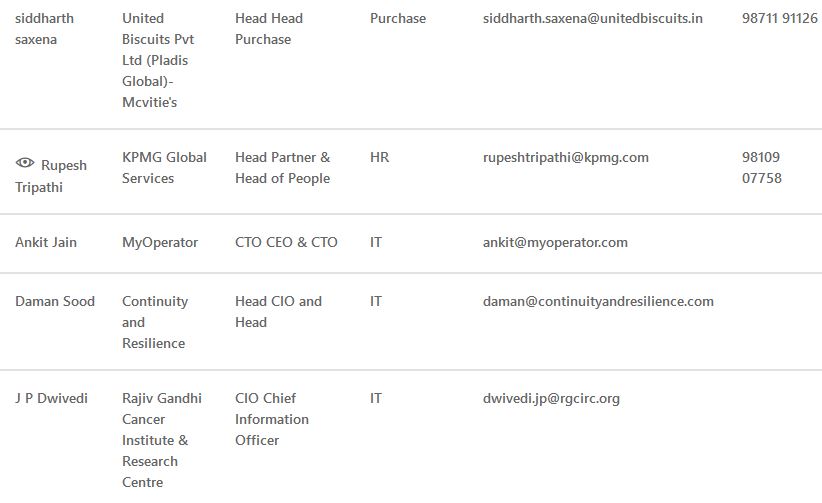 siddharth saxena United Biscuits Pvt Ltd (Pladis Global)- Mcvitie's Head Head Purchase Purchase siddharth.saxena@unitedbiscuits.in 98711 91126
Rupesh Tripathi KPMG Global Services Head Partner & Head of People HR rupeshtripathi@kpmg.com 98109 07758
Ankit Jain MyOperator CTO CEO & CTO IT ankit@myoperator.com
Daman Sood Continuity and Resilience Head CIO and Head IT daman@continuityandresilience.com
J P Dwivedi Rajiv Gandhi Cancer Institute & Research Centre CIO Chief Information Officer IT dwivedi.jp@rgcirc.org